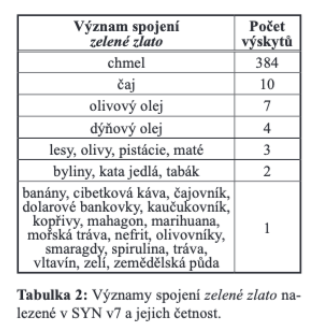 Význam spojení
zelené zlato
Počet
výskytů
chmel 384
čaj 10
olivový olej 7
dýňový olej 4
lesy, olivy, pistácie, maté 3
byliny, kata jedlá, tabák 2
banány, cibetková káva, čajovník,
dolarové bankovky, kaučukovník,
kopřivy, mahagon, marihuana,
mořská tráva, nefrit, olivovníky,
smaragdy, spirulina, tráva,
vltavín, zelí, zemědělská půda
1
Tabulka 2: Významy spojení zelené zlato na-
lezené v SYN v7 a jejich četnost.